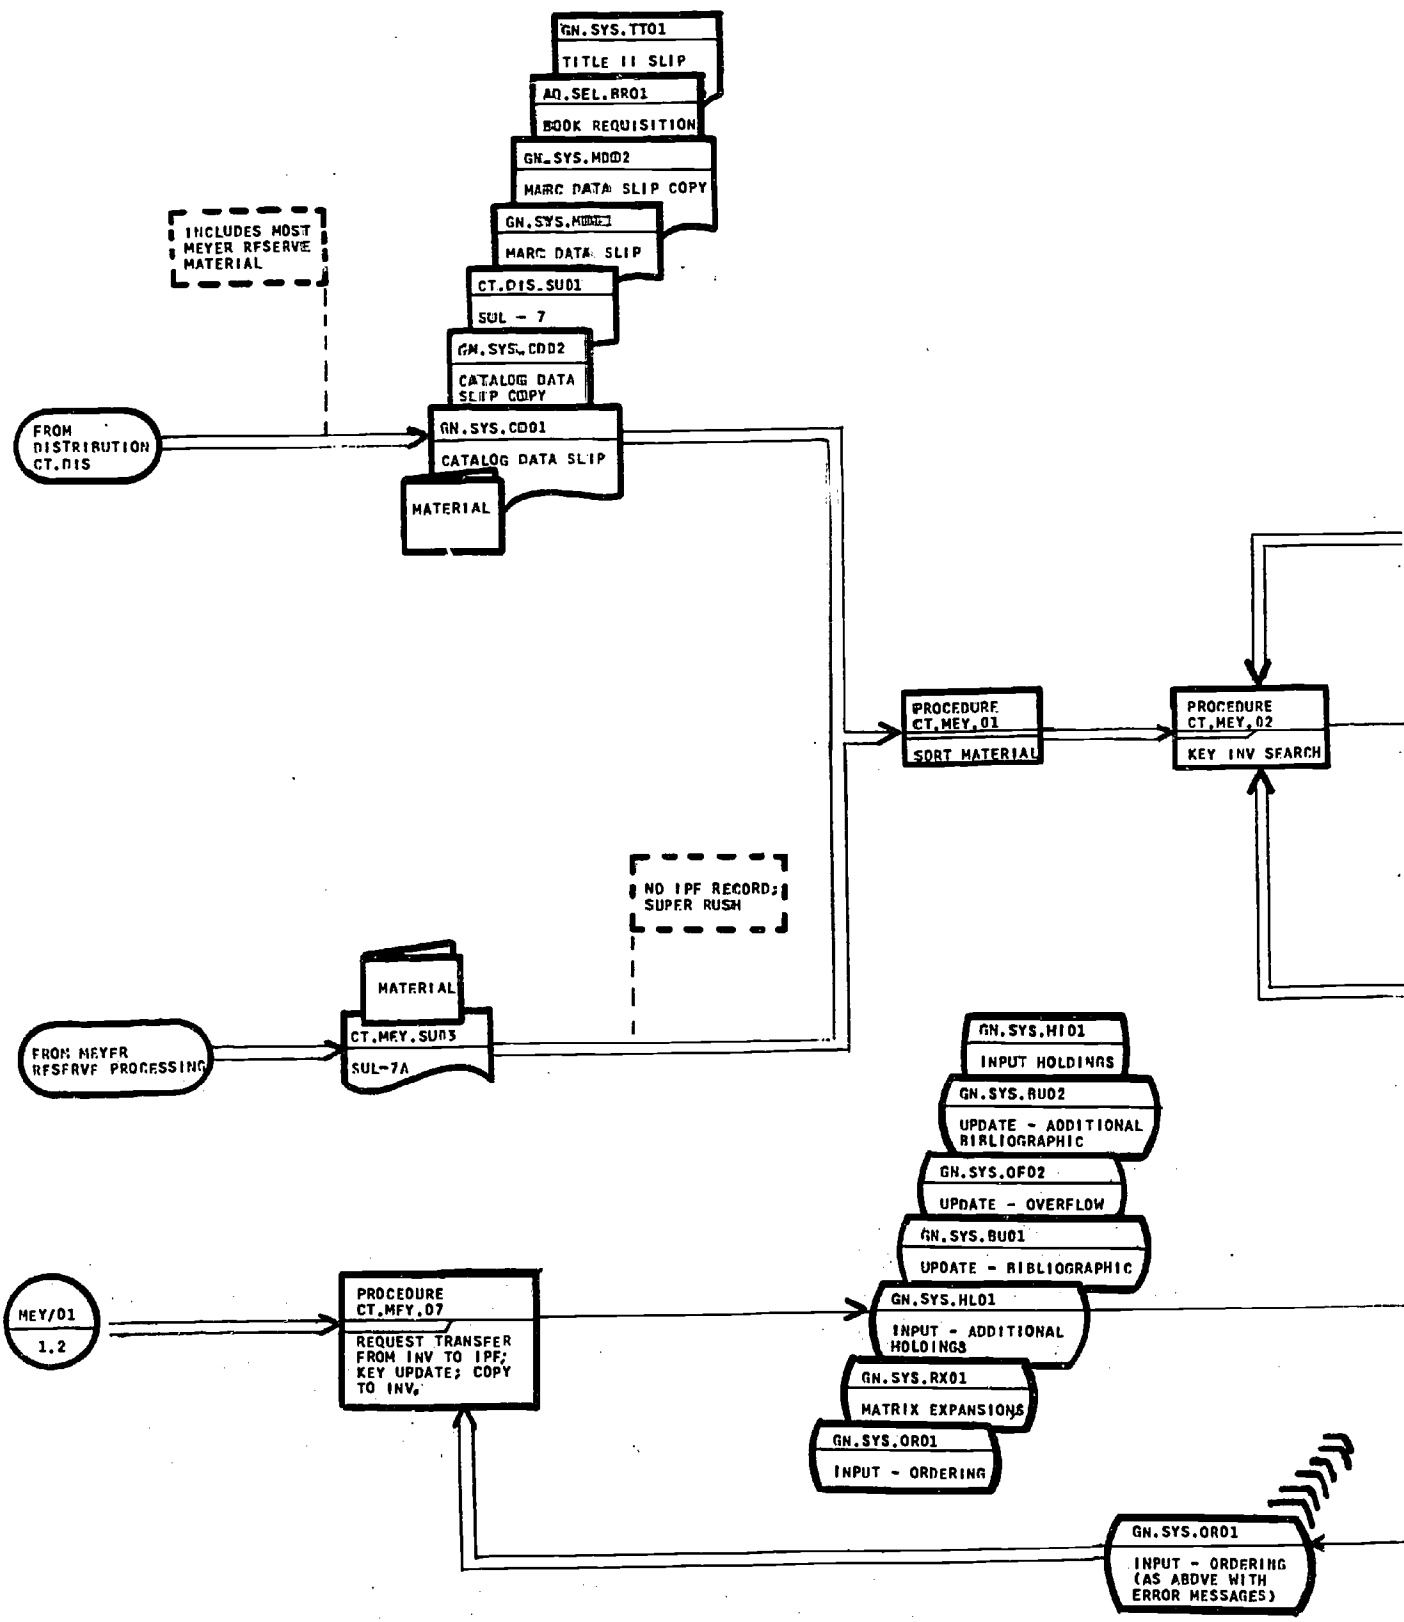 GN.SYS.TT01
TITLE II SLIP
AQ.SEL.BR01
BOOK REQUISITION
GN.SYS.MD02
MARC DATA SLIP COPY
GN.SYS.MD01
MARC DATA SLIP
CT.DIS.SU01
SUL - 7
GN.SYS.CD02
CATALOG DATA
SLIP COPY
GN.SYS.CD01
CATALOG DATA SLIP
MATERIAL
INCLUDES MOST
MEYER RESERVE
MATERIAL
FROM
DISTRIBUTION
CT.DIS
PROCEDURE
CT.MEY.01
SORT MATERIAL
PROCEDURE
CT.MEY.02
KEY INV SEARCH
NO IPF RECORD;
SUPER RUSH
MATERIAL
CT.MEY.SU03
SUL-7A
FROM MEYER
RESERVE PROCESSING
GN.SYS.HI01
INPUT HOLDINGS
GN.SYS.BU02
UPDATE - ADDITIONAL
BIBLIOGRAPHIC
GN.SYS.OF02
UPDATE - OVERFLOW
GN.SYS.BU01
UPDATE - BIBLIOGRAPHIC
GN.SYS.HL01
INPUT - ADDITIONAL
HOLDINGS
GN.SYS.RX01
MATRIX EXPANSIONS
GN.SYS.OR01
INPUT - ORDERING
MEY/01
1.2
PROCEDURE
CT.MEY.07
REQUEST TRANSFER
FROM INV TO IPF;
KEY UPDATE; COPY
TO INV.
GN.SYS.OR01
INPUT - ORDERING
(AS ABOVE WITH
ERROR MESSAGES)